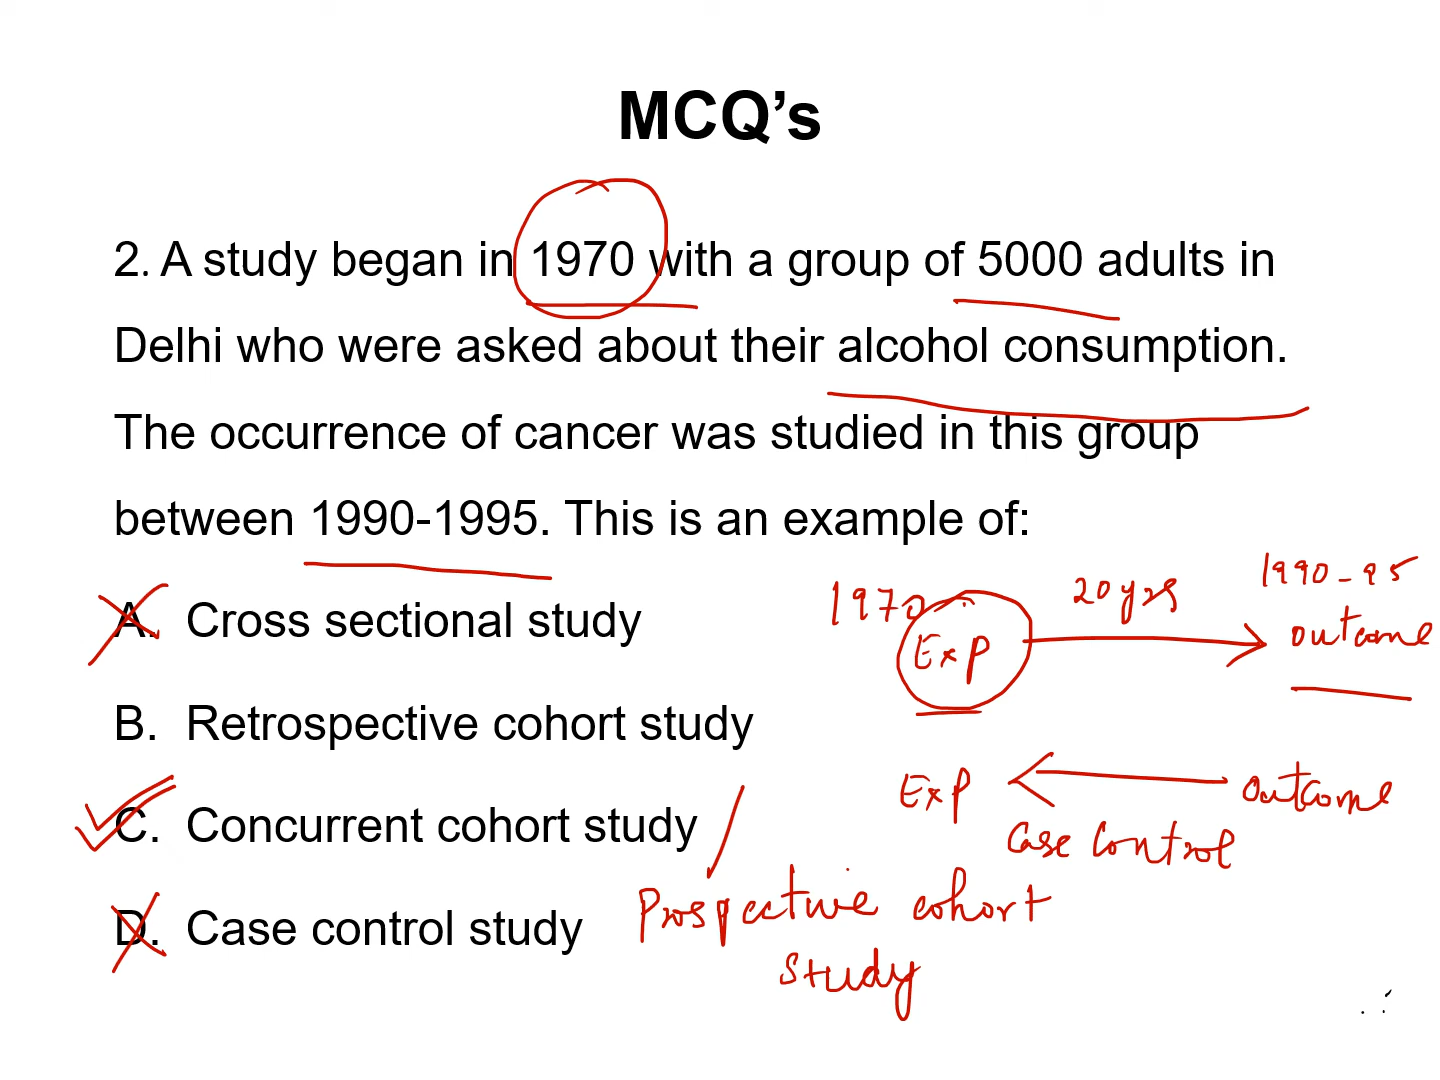 MCQ’s
2. A study began in 1970 with a group of 5000 adults in
Delhi who were asked about their alcohol consumption.
The occurrence of cancer was studied in this group
between 1990-1995. This is an example of:
A. Cross sectional study
B. Retrospective cohort study
C. Concurrent cohort study
D. Case control study
1970
Exp
20 yrs
1990-95
outcome
Exp
outcome
Case control
Prospective cohort
study